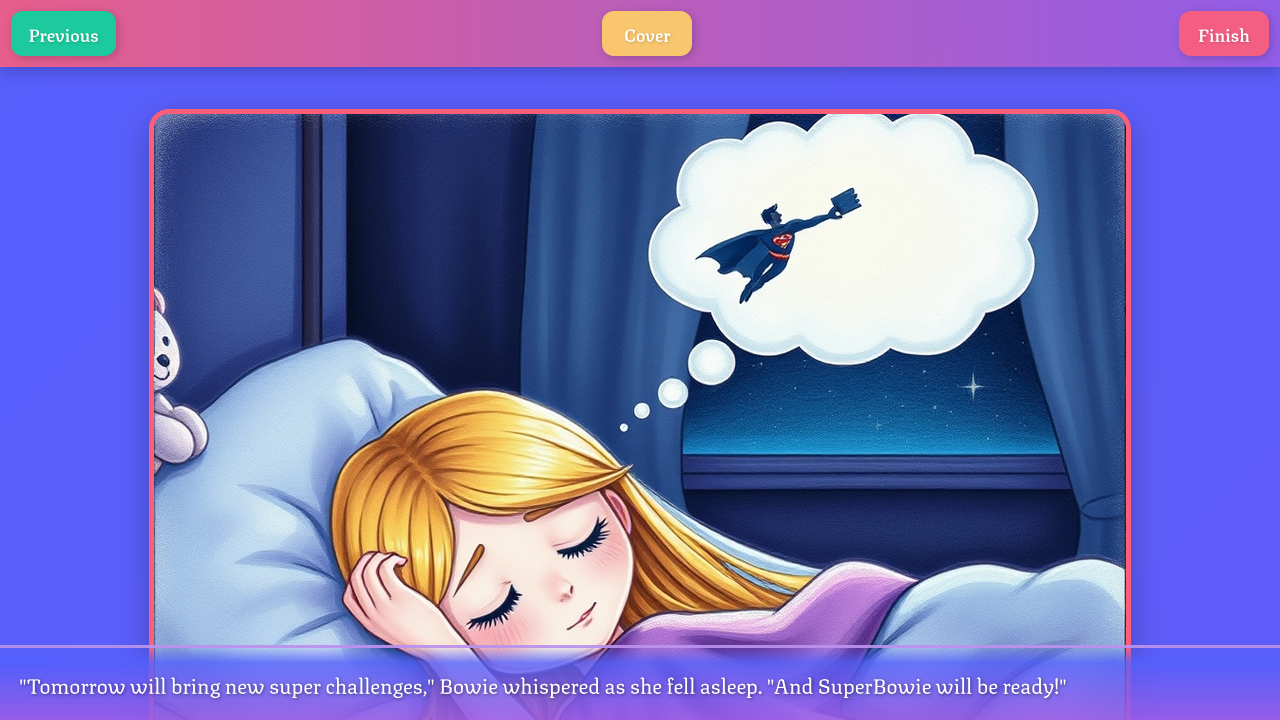 Previous
Cover
Finish
"Tomorrow will bring new super challenges," Bowie whispered as she fell asleep. "And SuperBowie will be ready!"